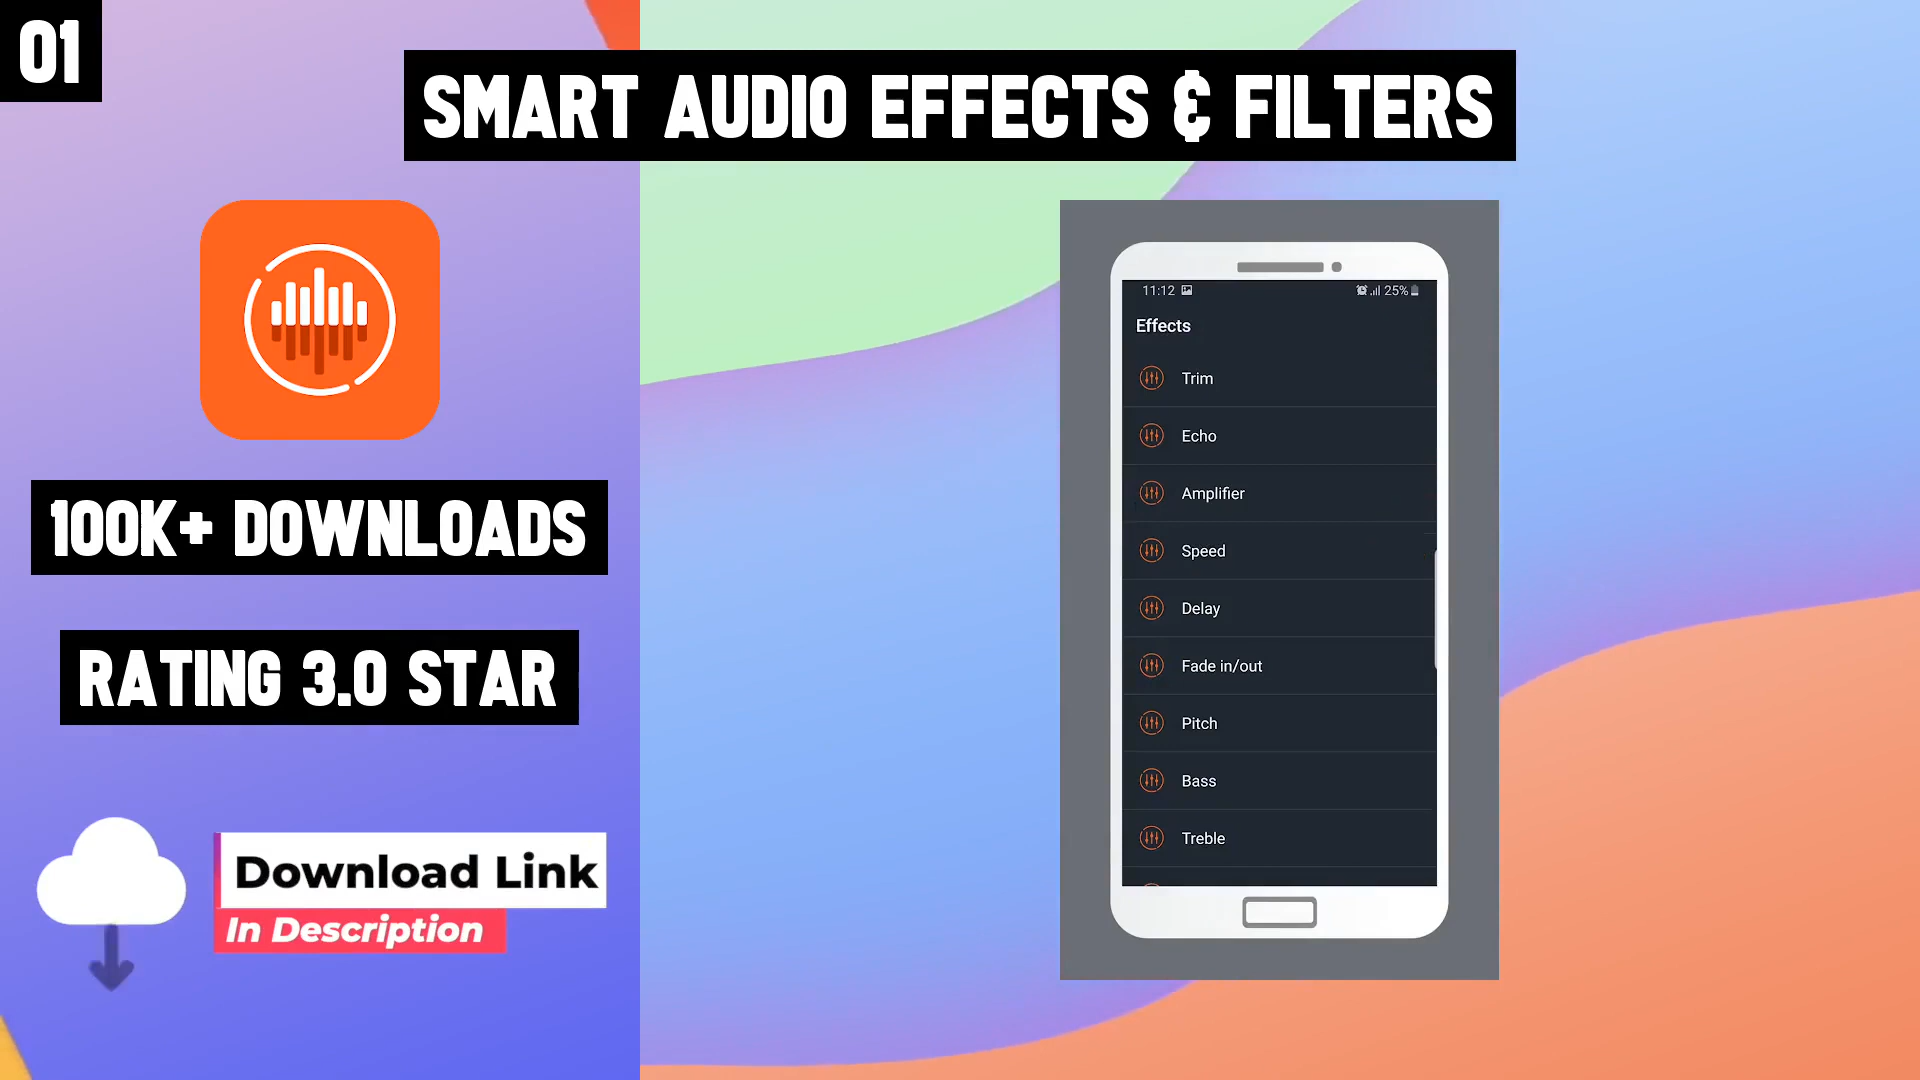 01
SMART AUDIO EFFECTS & FILTERS
100K+ DOWNLOADS
RATING 3.0 STAR
Download Link
In Description
11:12 25%
Effects
Trim
Echo
Amplifier
Speed
Delay
Fade in/out
Pitch
Bass
Treble